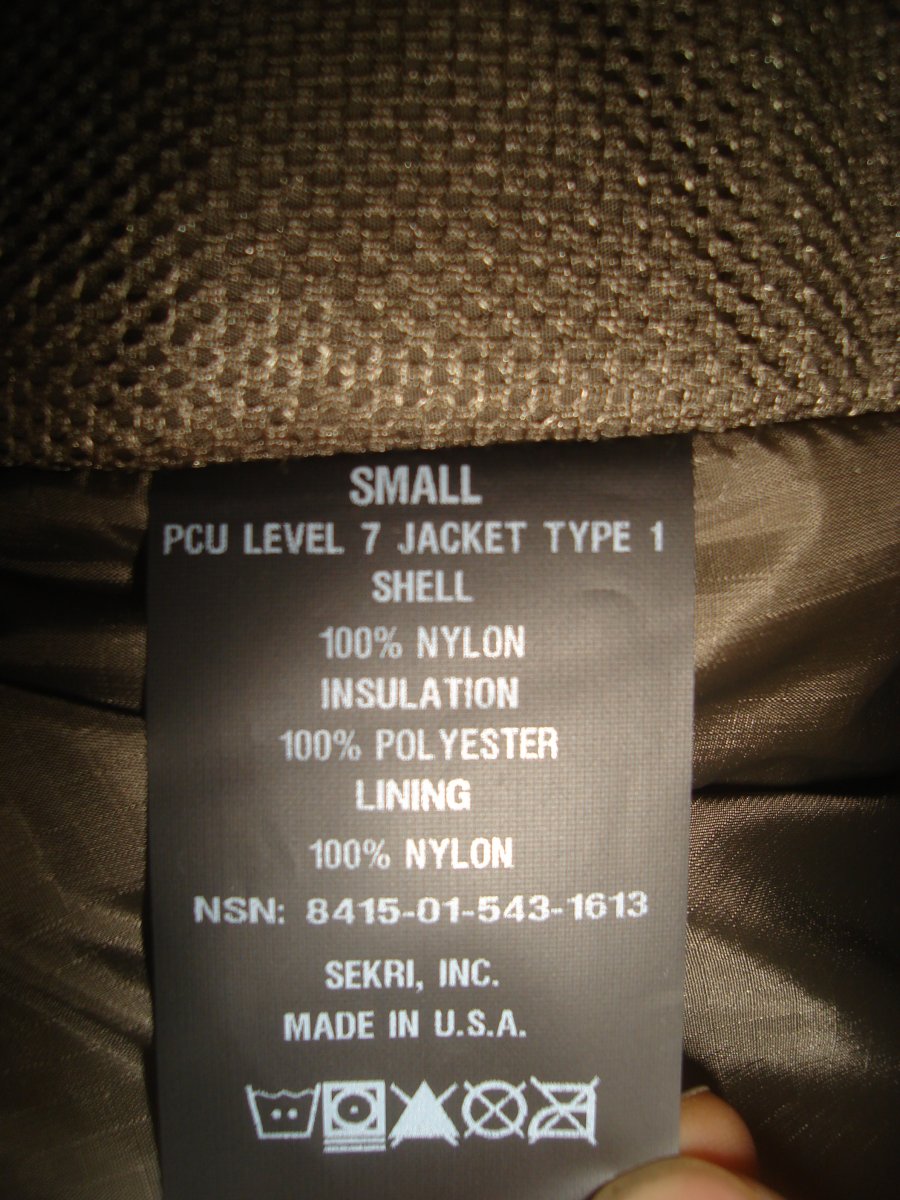 SMALL
PCU LEVEL 7 JACKET TYPE 1
SHELL
100% NYLON
INSULATION
100% POLYESTER
LINING
100% NYLON
NSN: 8415-01-543-1613
SEKRI, INC.
MADE IN U.S.A.